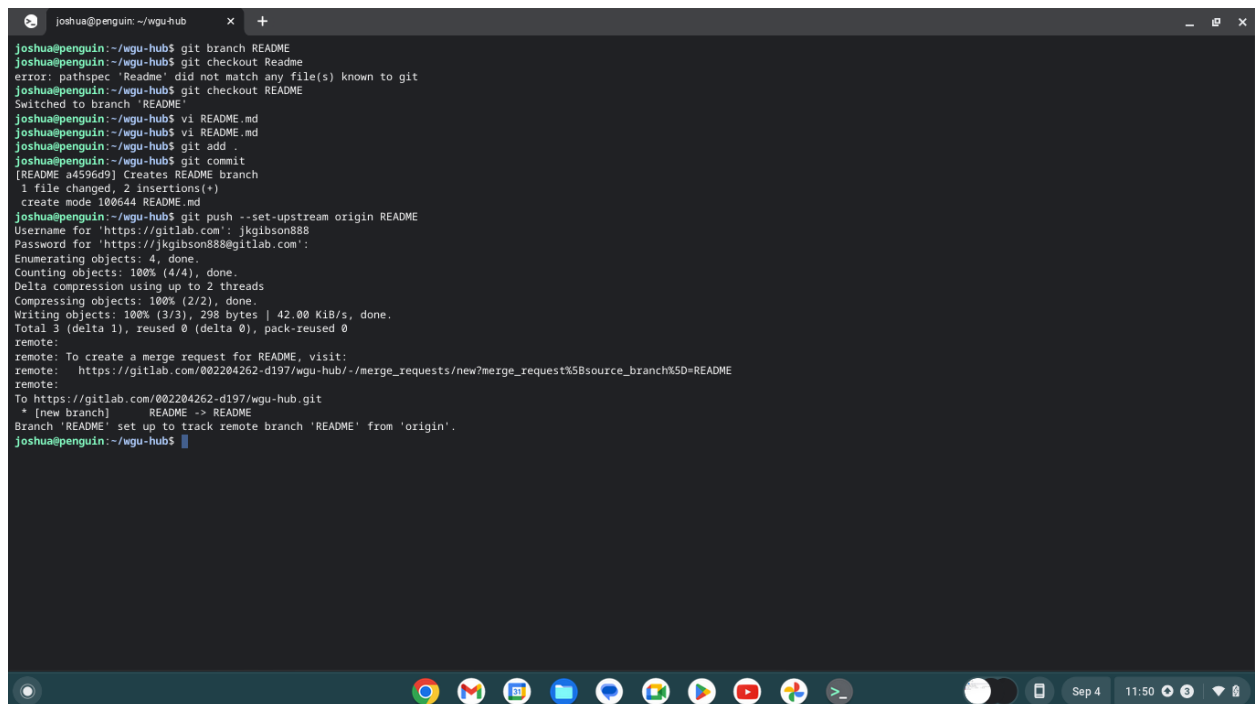 joshua@penguin: ~/wgu-hub
joshua@penguin:~/wgu-hub$ git branch README
joshua@penguin:~/wgu-hub$ git checkout Readme
error: pathspec 'Readme' did not match any file(s) known to git
joshua@penguin:~/wgu-hub$ git checkout README
Switched to branch 'README'
joshua@penguin:~/wgu-hub$ vi README.md
joshua@penguin:~/wgu-hub$ vi README.md
joshua@penguin:~/wgu-hub$ git add .
joshua@penguin:~/wgu-hub$ git commit
[README a4596d9] Creates README branch
 1 file changed, 2 insertions(+)
 create mode 100644 README.md
joshua@penguin:~/wgu-hub$ git push --set-upstream origin README
Username for 'https://gitlab.com': jkgibson888
Password for 'https://jkgibson888@gitlab.com':
Enumerating objects: 4, done.
Counting objects: 100% (4/4), done.
Delta compression using up to 2 threads
Compressing objects: 100% (2/2), done.
Writing objects: 100% (3/3), 298 bytes | 42.00 KiB/s, done.
Total 3 (delta 1), reused 0 (delta 0), pack-reused 0
remote:
remote: To create a merge request for README, visit:
remote:   https://gitlab.com/002204262-d197/wgu-hub/-/merge_requests/new?merge_request%5Bsource_branch%5D=README
remote:
To https://gitlab.com/002204262-d197/wgu-hub.git
 * [new branch]      README -> README
Branch 'README' set up to track remote branch 'README' from 'origin'.
joshua@penguin:~/wgu-hub$
31
Sep 4
11:50
3